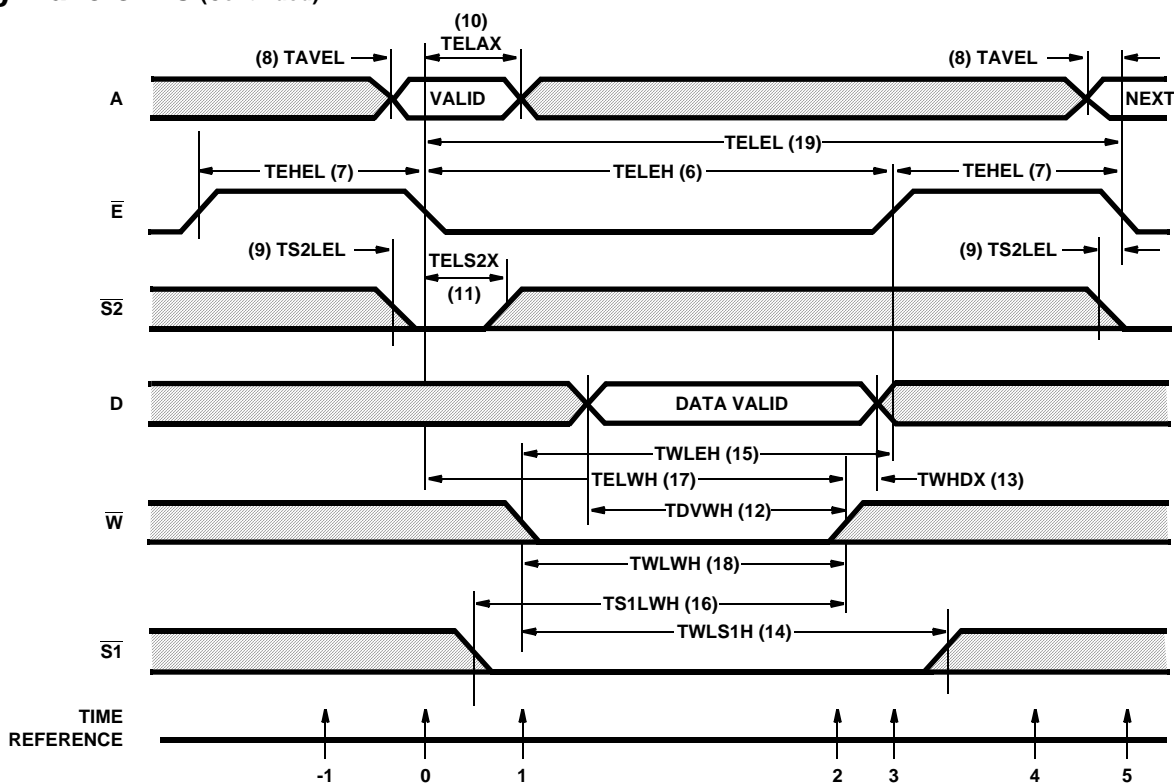 (10)
(8) TAVEL TELAX (8) TAVEL
A VALID NEXT
TELEL (19)
TEHEL (7) TELEH (6) TEHEL (7)
E
(9) TS2LEL TELS2X (9) TS2LEL
(11)
S2
D DATA VALID
TWLEH (15)
TELWH (17) TWHDX (13)
W TDVWH (12)
TWLWH (18)
TS1LWH (16)
TWLS1H (14)
S1
TIME
REFERENCE
-1 0 1 2 3 4 5